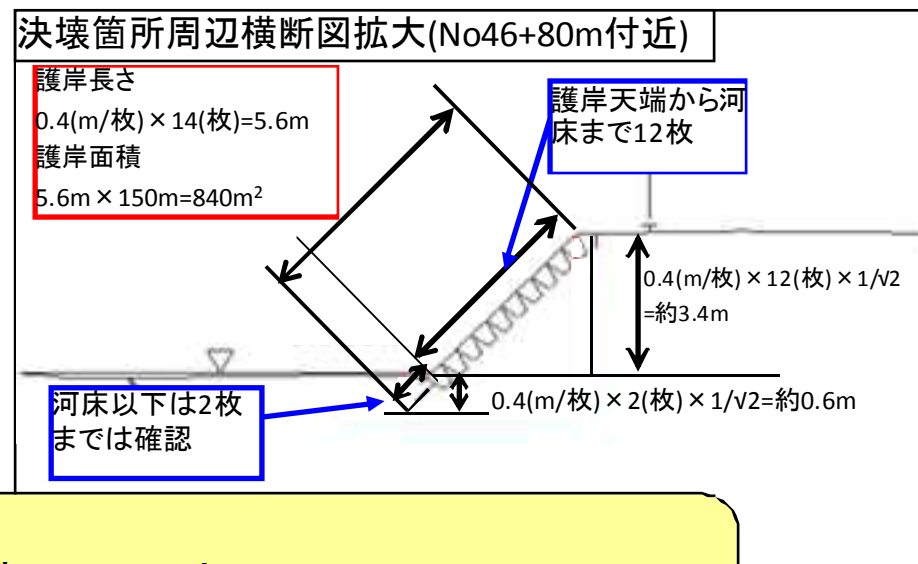 決壊箇所周辺横断図拡大(No46+80m付近)
護岸長さ
0.4(m/枚)×14(枚)=5.6m
護岸面積
5.6m×150m=840m²
護岸天端から河
床まで12枚
0.4(m/枚)×12(枚)×1/√2
=約3.4m
0.4(m/枚)×2(枚)×1/√2=約0.6m
河床以下は2枚
までは確認